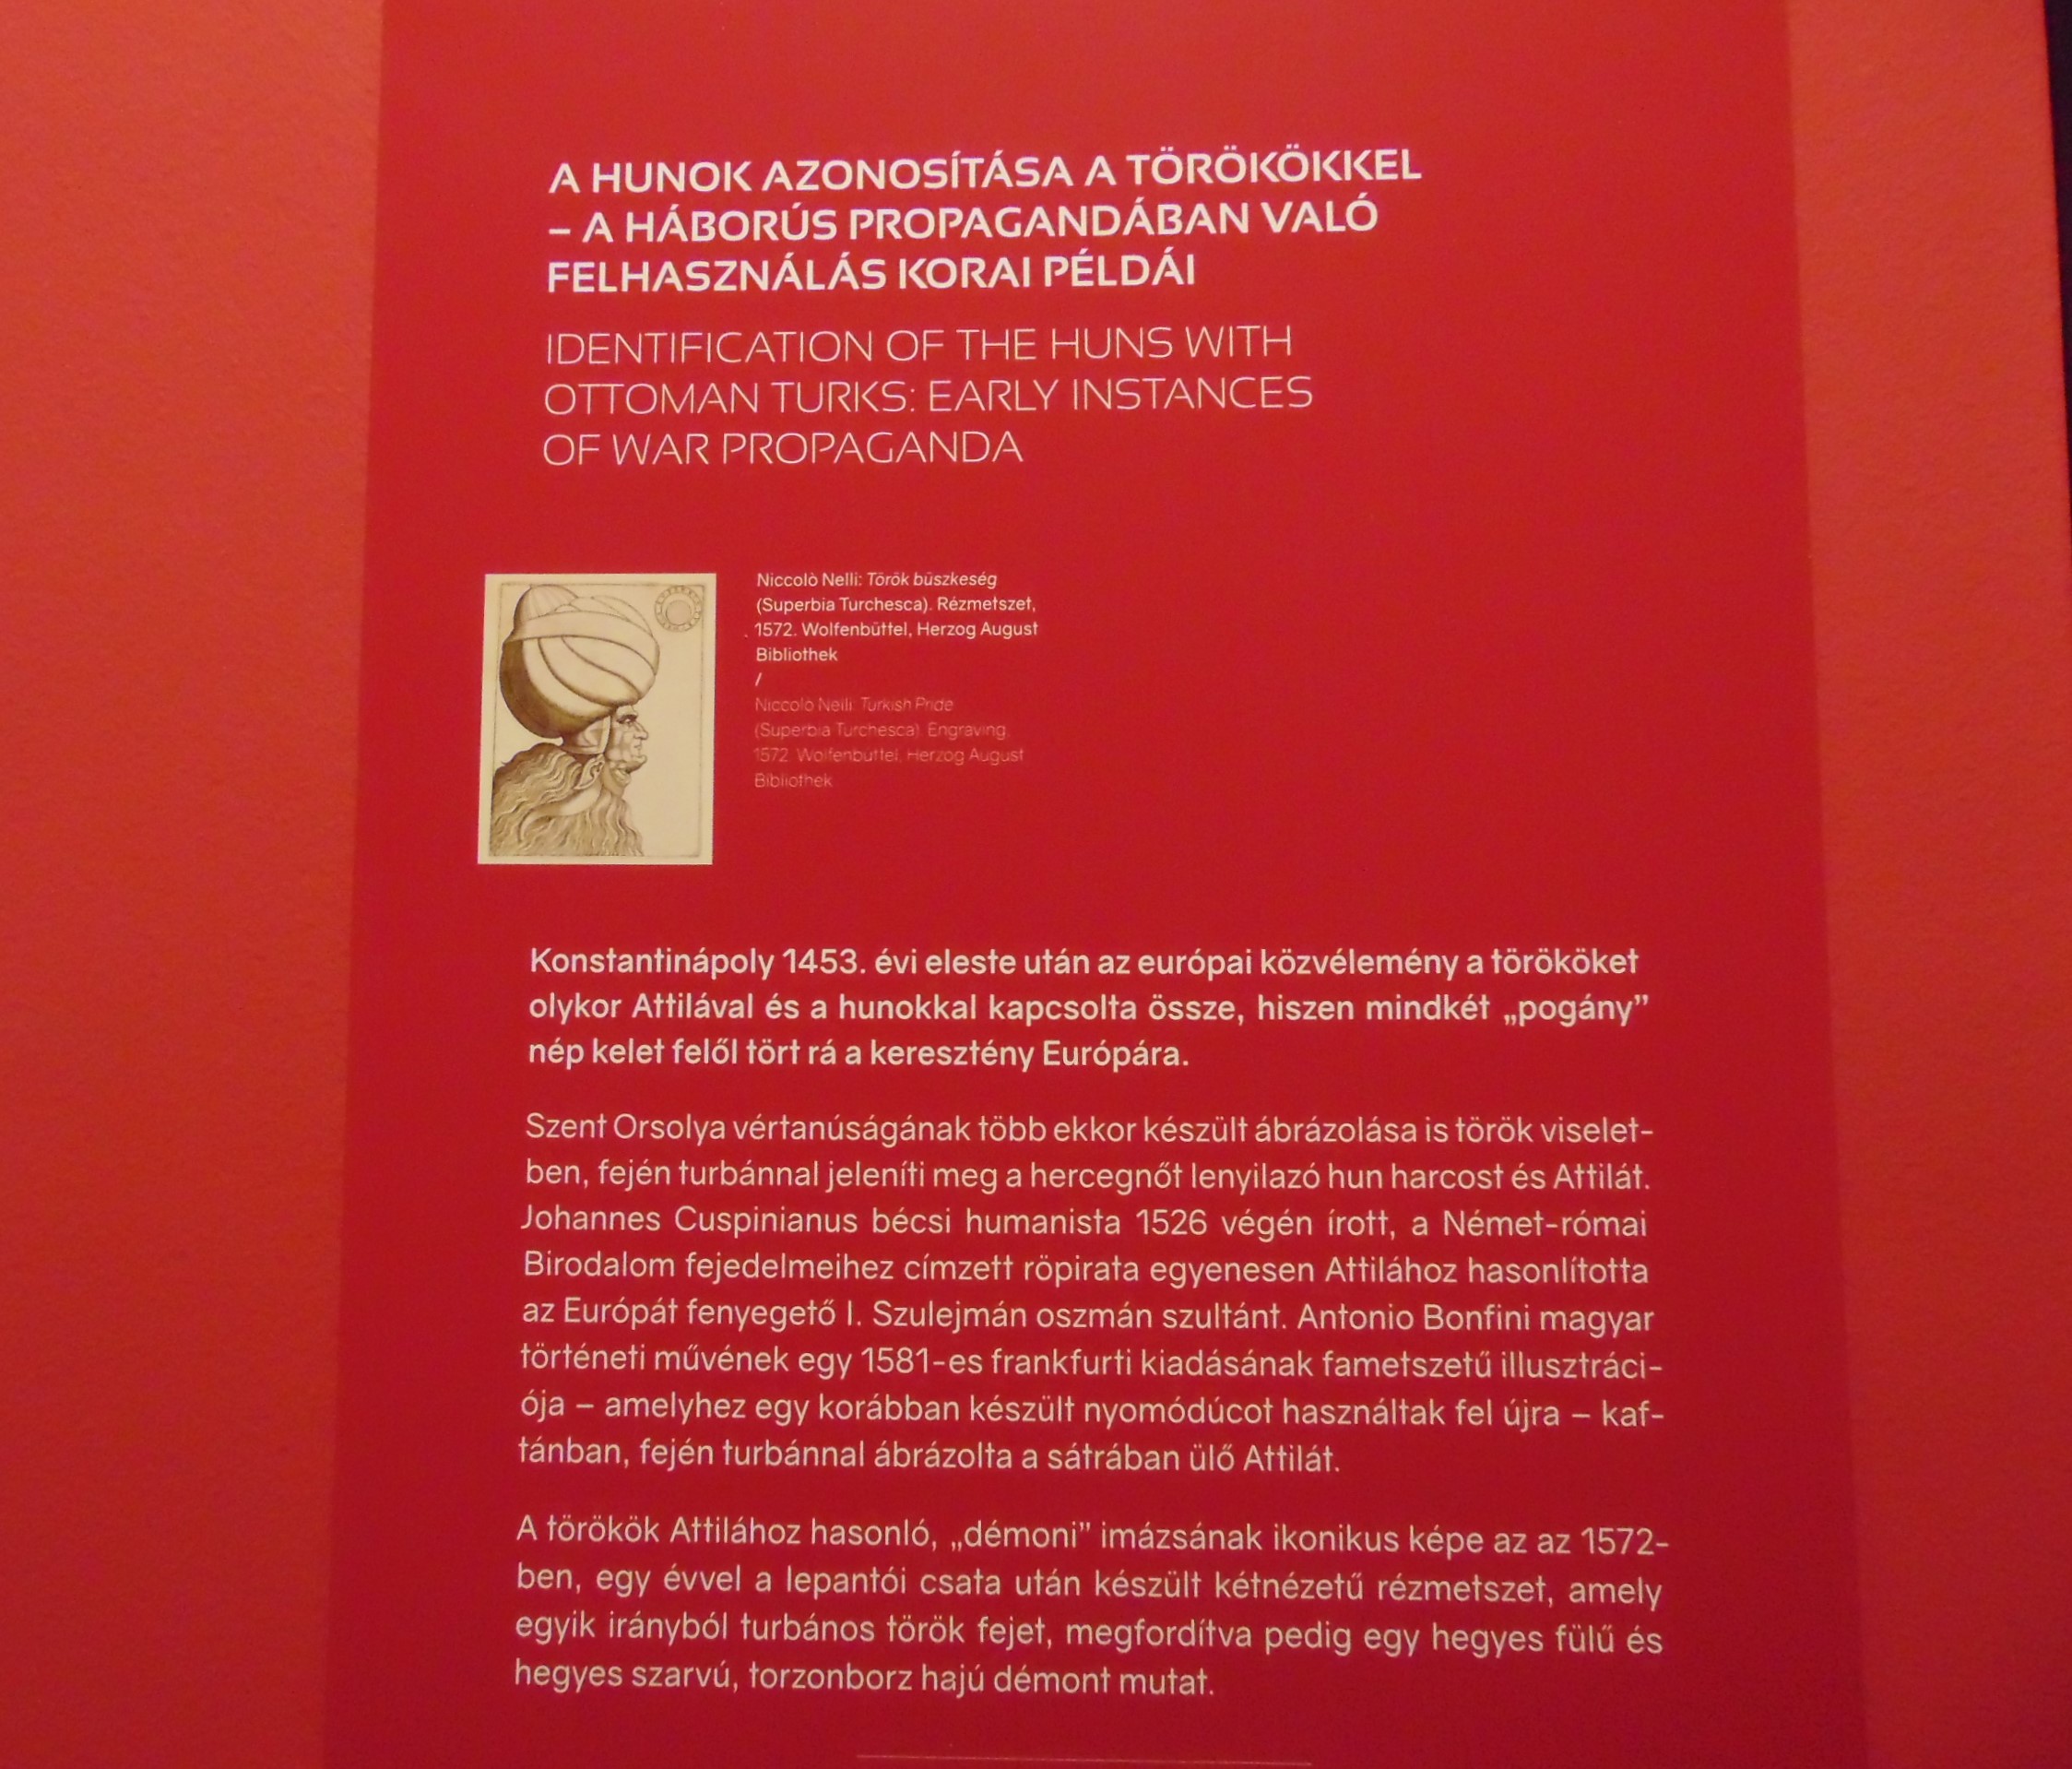 A HUNOK AZONOSÍTÁSA A TÖRÖKÖKKEL
– A HÁBORÚS PROPAGANDÁBAN VALÓ
FELHASZNÁLÁS KORAI PÉLDÁI
IDENTIFICATION OF THE HUNS WITH
OTTOMAN TURKS: EARLY INSTANCES
OF WAR PROPAGANDA
Niccolò Nelli: Török büszkeség
(Superbia Turchesca). Rézmetszet,
1572. Wolfenbüttel, Herzog August
Bibliothek
/
Niccolò Nelli: Turkish Pride
(Superbia Turchesca). Engraving,
1572. Wolfenbüttel, Herzog August
Bibliothek
Konstantinápoly 1453. évi eleste után az európai közvélemény a törököket
olykor Attilával és a hunokkal kapcsolta össze, hiszen mindkét „pogány”
nép kelet felől tört rá a keresztény Európára.
Szent Orsolya vértanúságának több ekkor készült ábrázolása is török viselet-
ben, fején turbánnal jeleníti meg a hercegnőt lenyilazó hun harcost és Attilát.
Johannes Cuspinianus bécsi humanista 1526 végén írott, a Német-római
Birodalom fejedelmeihez címzett röpirata egyenesen Attilához hasonlította
az Európát fenyegető I. Szulejmán oszmán szultánt. Antonio Bonfini magyar
történeti művének egy 1581-es frankfurti kiadásának fametszetű illusztráci-
ója – amelyhez egy korábban készült nyomódúcot használtak fel újra – kaf-
tánban, fején turbánnal ábrázolta a sátrában ülő Attilát.
A törökök Attilához hasonló, „démoni” imázsának ikonikus képe az az 1572-
ben, egy évvel a lepantói csata után készült kétnézetű rézmetszet, amely
egyik irányból turbános török fejet, megfordítva pedig egy hegyes fülű és
hegyes szarvú, torzonborz hajú démont mutat.